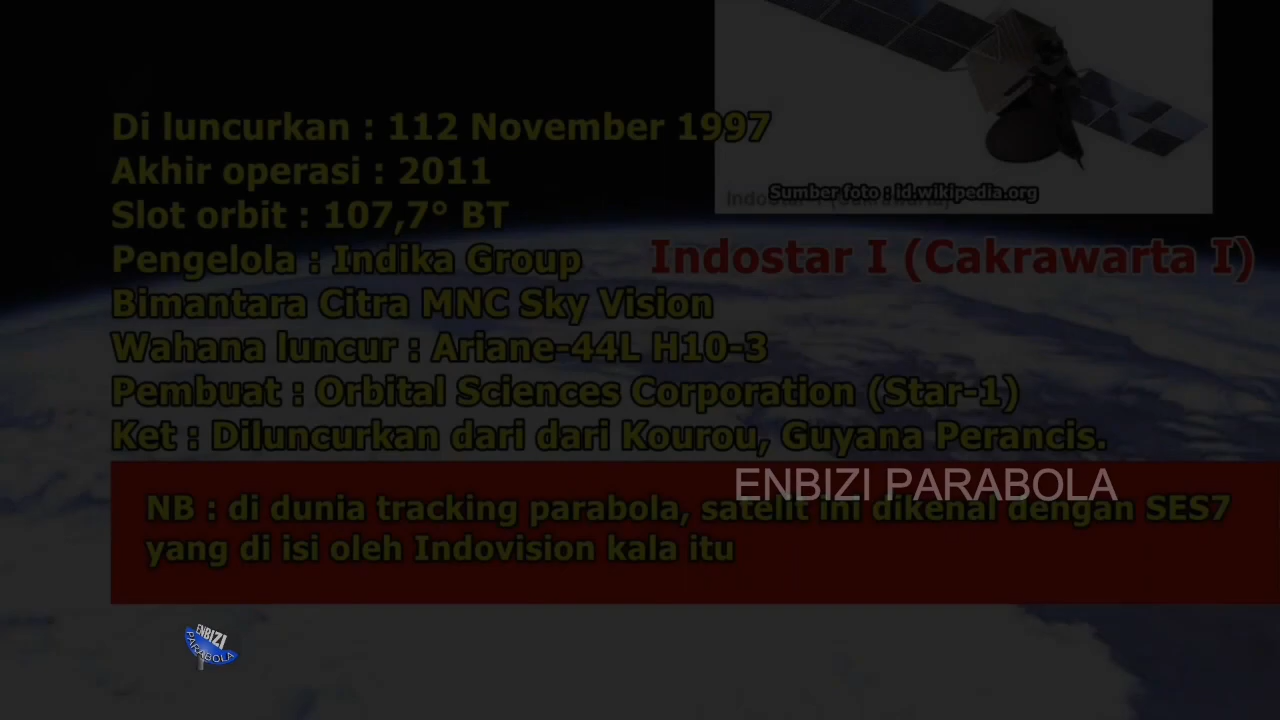 Di luncurkan : 112 November 1997
Akhir operasi : 2011
Slot orbit : 107,7° BT
Pengelola : Indika Group
Bimantara Citra MNC Sky Vision
Wahana luncur : Ariane-44L H10-3
Pembuat : Orbital Sciences Corporation (Star-1)
Ket : Diluncurkan dari dari Kourou, Guyana Perancis.
Sumber foto : id.wikipedia.org
Indostar I (Cakrawarta)
Indostar I (Cakrawarta I)
ENBIZI PARABOLA
NB : di dunia tracking parabola, satelit ini dikenal dengan SES7
yang di isi oleh Indovision kala itu
ENBIZI
PARABOLA